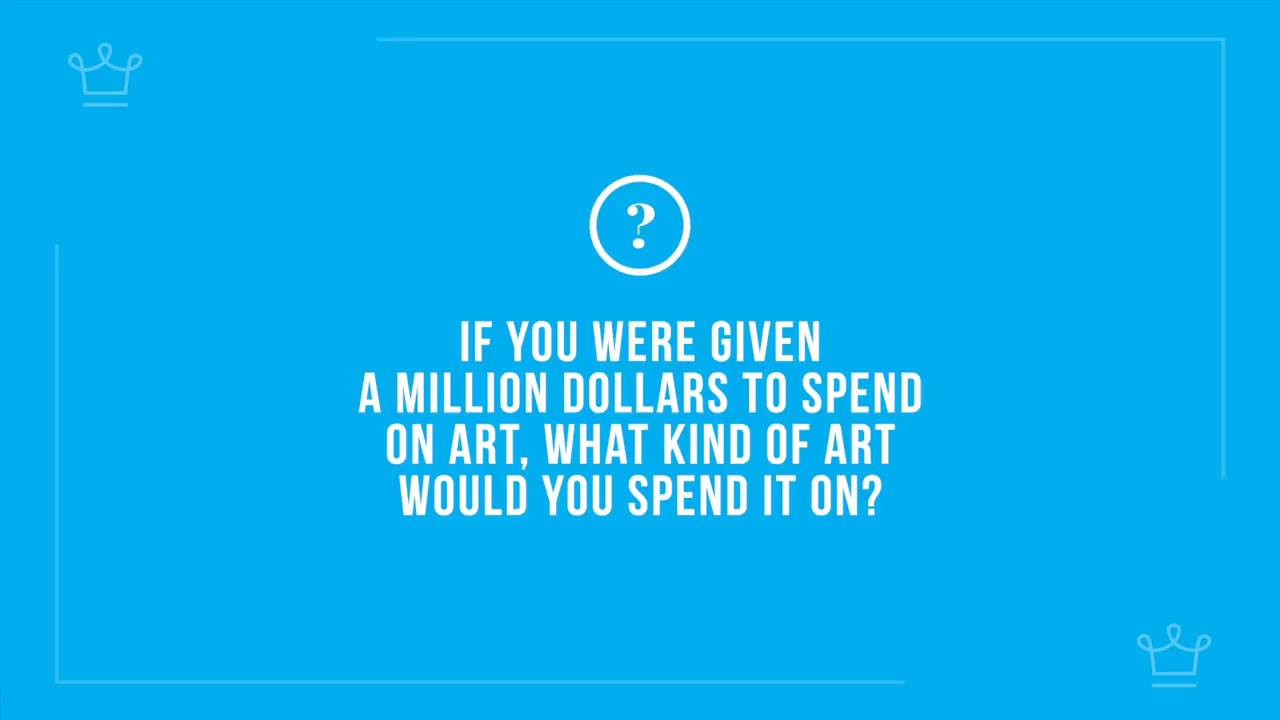 ?
IF YOU WERE GIVEN
A MILLION DOLLARS TO SPEND
ON ART, WHAT KIND OF ART
WOULD YOU SPEND IT ON?